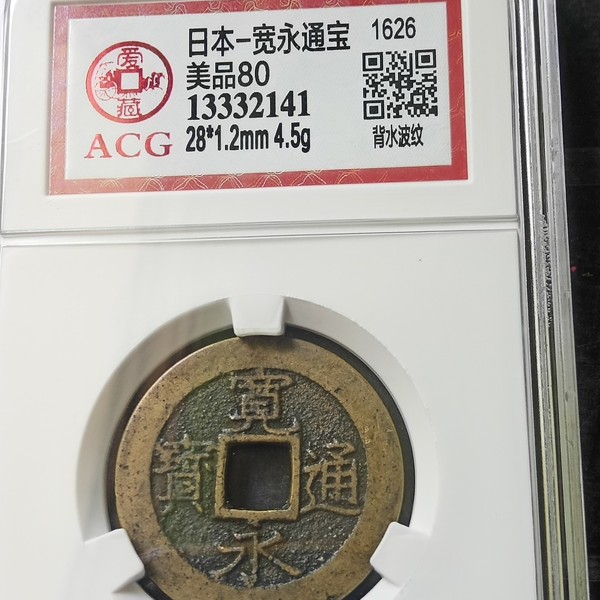 爱藏
ACG
日本-宽永通宝 1626
美品80
13332141
28*1.2mm 4.5g
背水波纹
寛永通寳